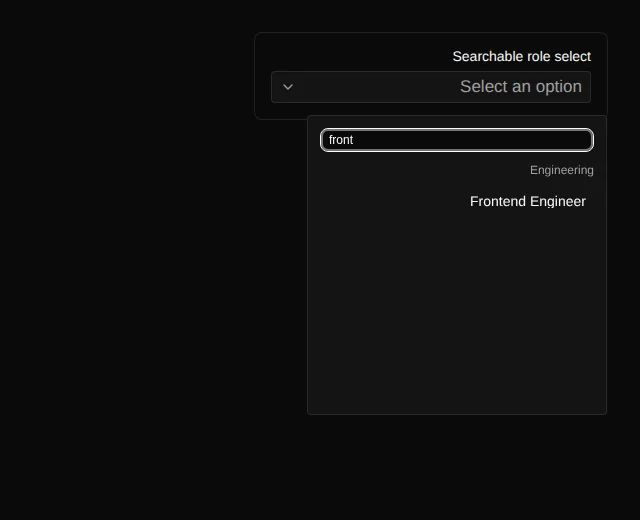 Searchable role select
Select an option
front
Engineering
Frontend Engineer